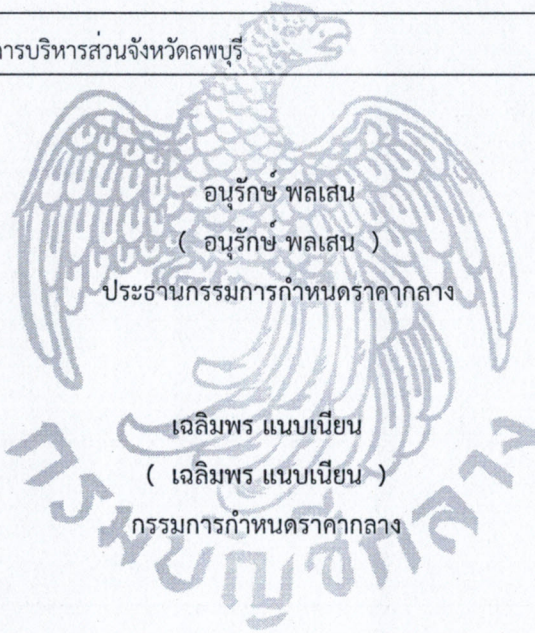 การบริหารส่วนจังหวัดลพบุรี
อนุรักษ์ พลเสน
( อนุรักษ์ พลเสน )
ประธานกรรมการกำหนดราคากลาง
เฉลิมพร แนบเนียน
( เฉลิมพร แนบเนียน )
กรรมการกำหนดราคากลาง
กรมบัญชีกลาง